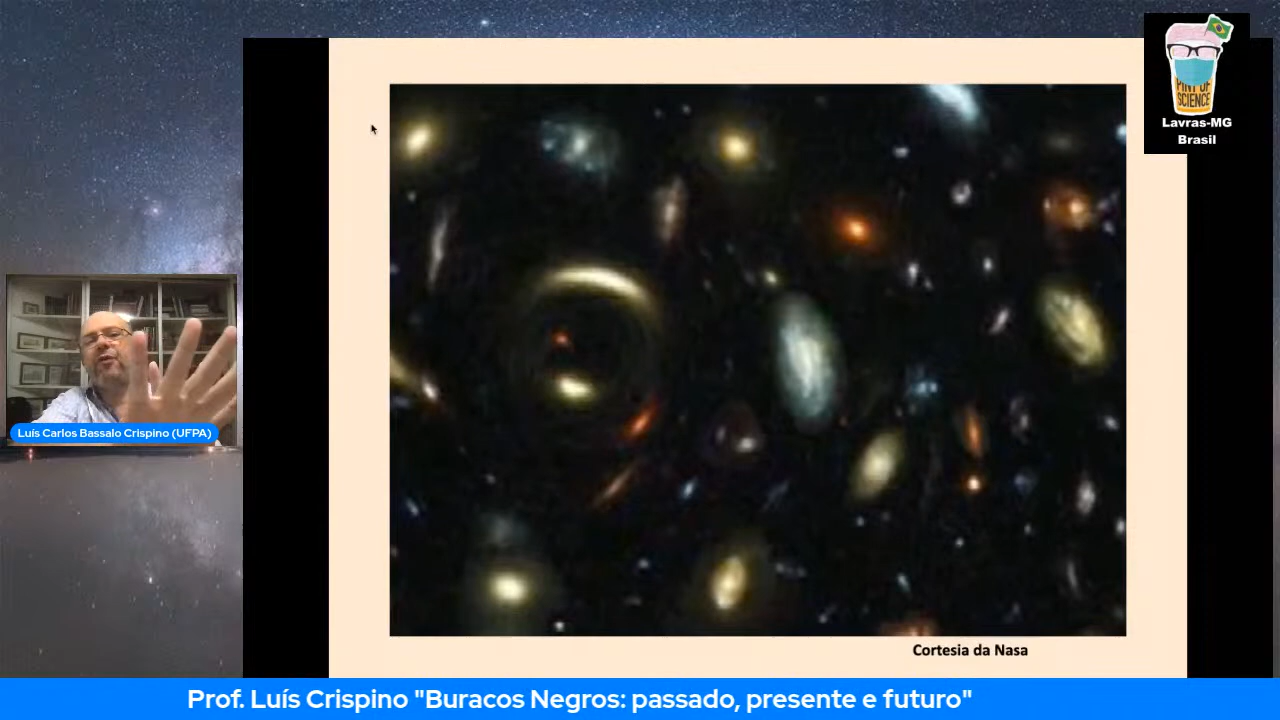 PINT OF
SCIENCE
Lavras-MG
Brasil
Luís Carlos Bassalo Crispino (UFPA)
Cortesia da Nasa
Prof. Luís Crispino "Buracos Negros: passado, presente e futuro"